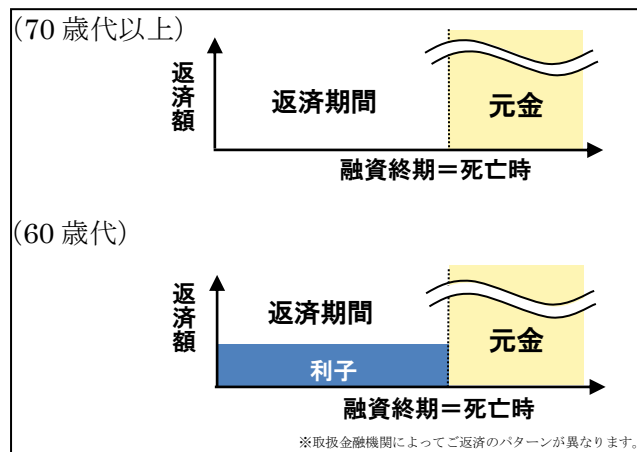 (70 歳代以上)
返済額
返済期間
元金
融資終期＝死亡時
(60 歳代)
返済額
返済期間
元金
利子
融資終期＝死亡時
※取扱金融機関によってご返済のパターンが異なります。